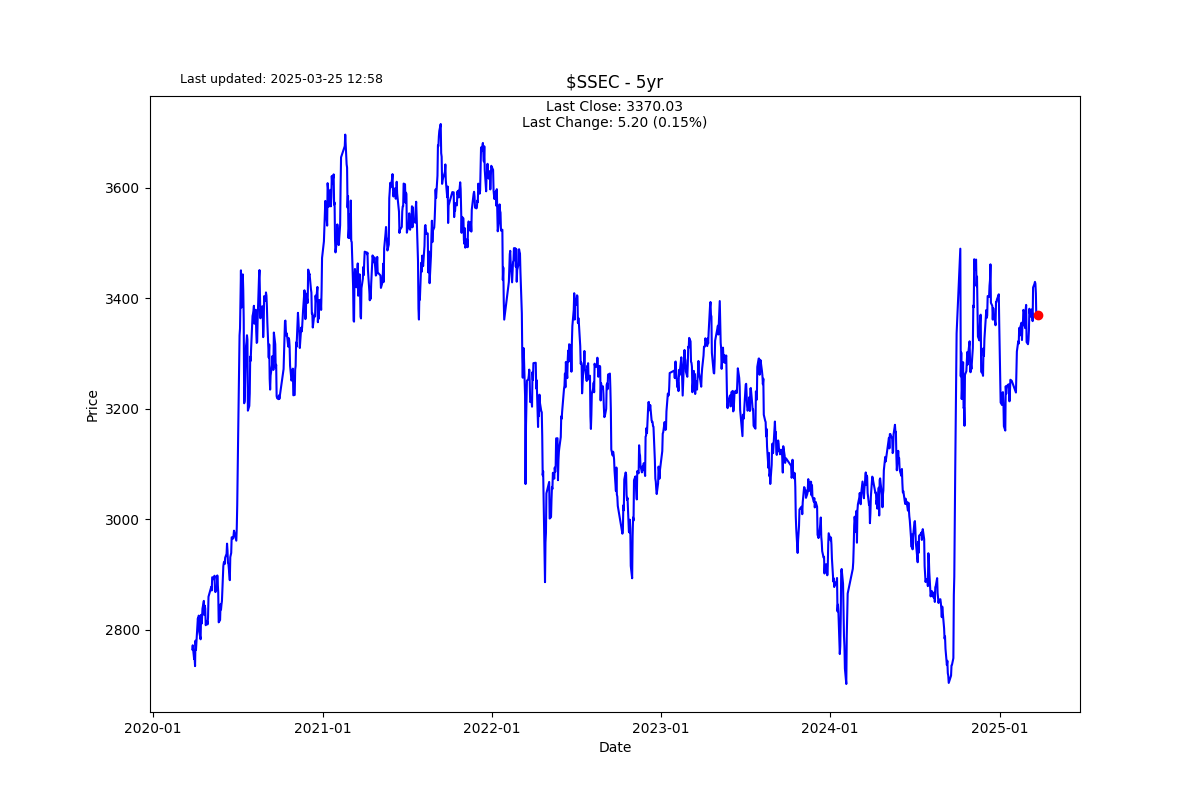 Last updated: 2025-03-25 12:58
$SSEC - 5yr
Last Close: 3370.03
Last Change: 5.20 (0.15%)
3600
3400
3200
3000
2800
Price
2020-01
2021-01
2022-01
2023-01
2024-01
2025-01
Date